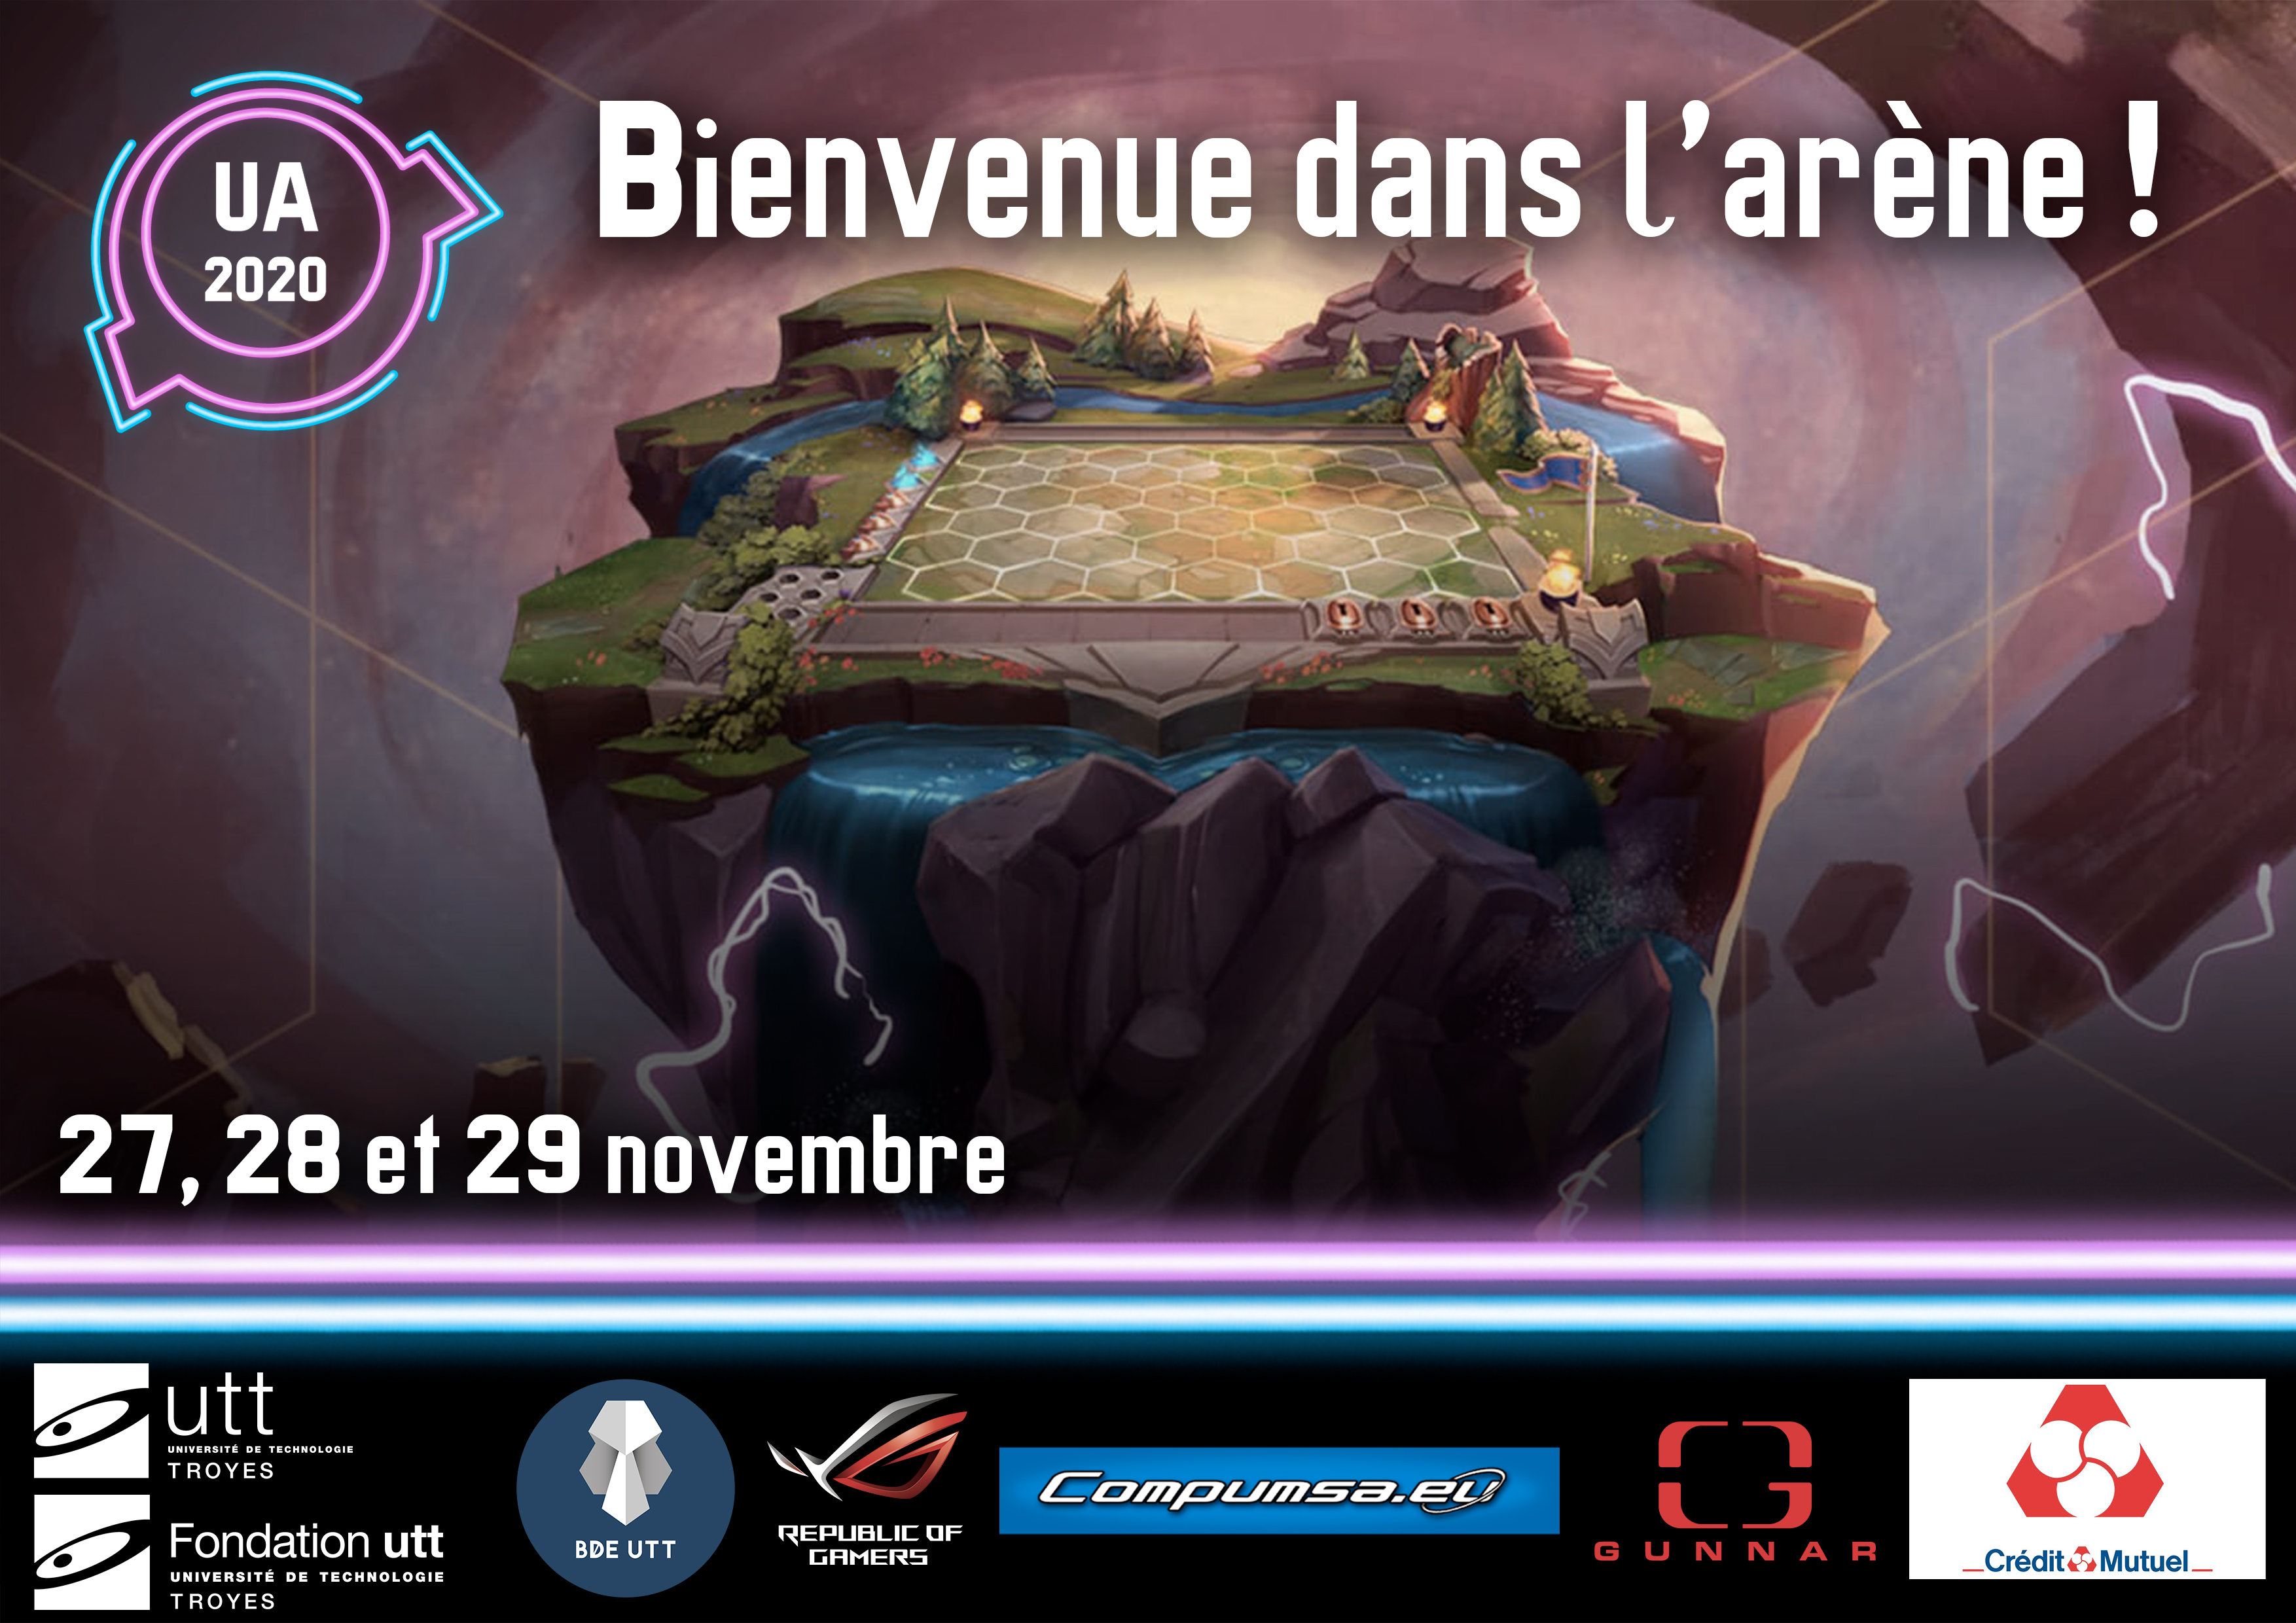 UA
2020
Bienvenue dans l'arène !
27, 28 et 29 novembre
utt
UNIVERSITÉ DE TECHNOLOGIE
TROYES
Fondation utt
UNIVERSITÉ DE TECHNOLOGIE
TROYES
BDE UTT
REPUBLIC OF
GAMERS
Compumsa.eu
GUNNAR
Crédit Mutuel